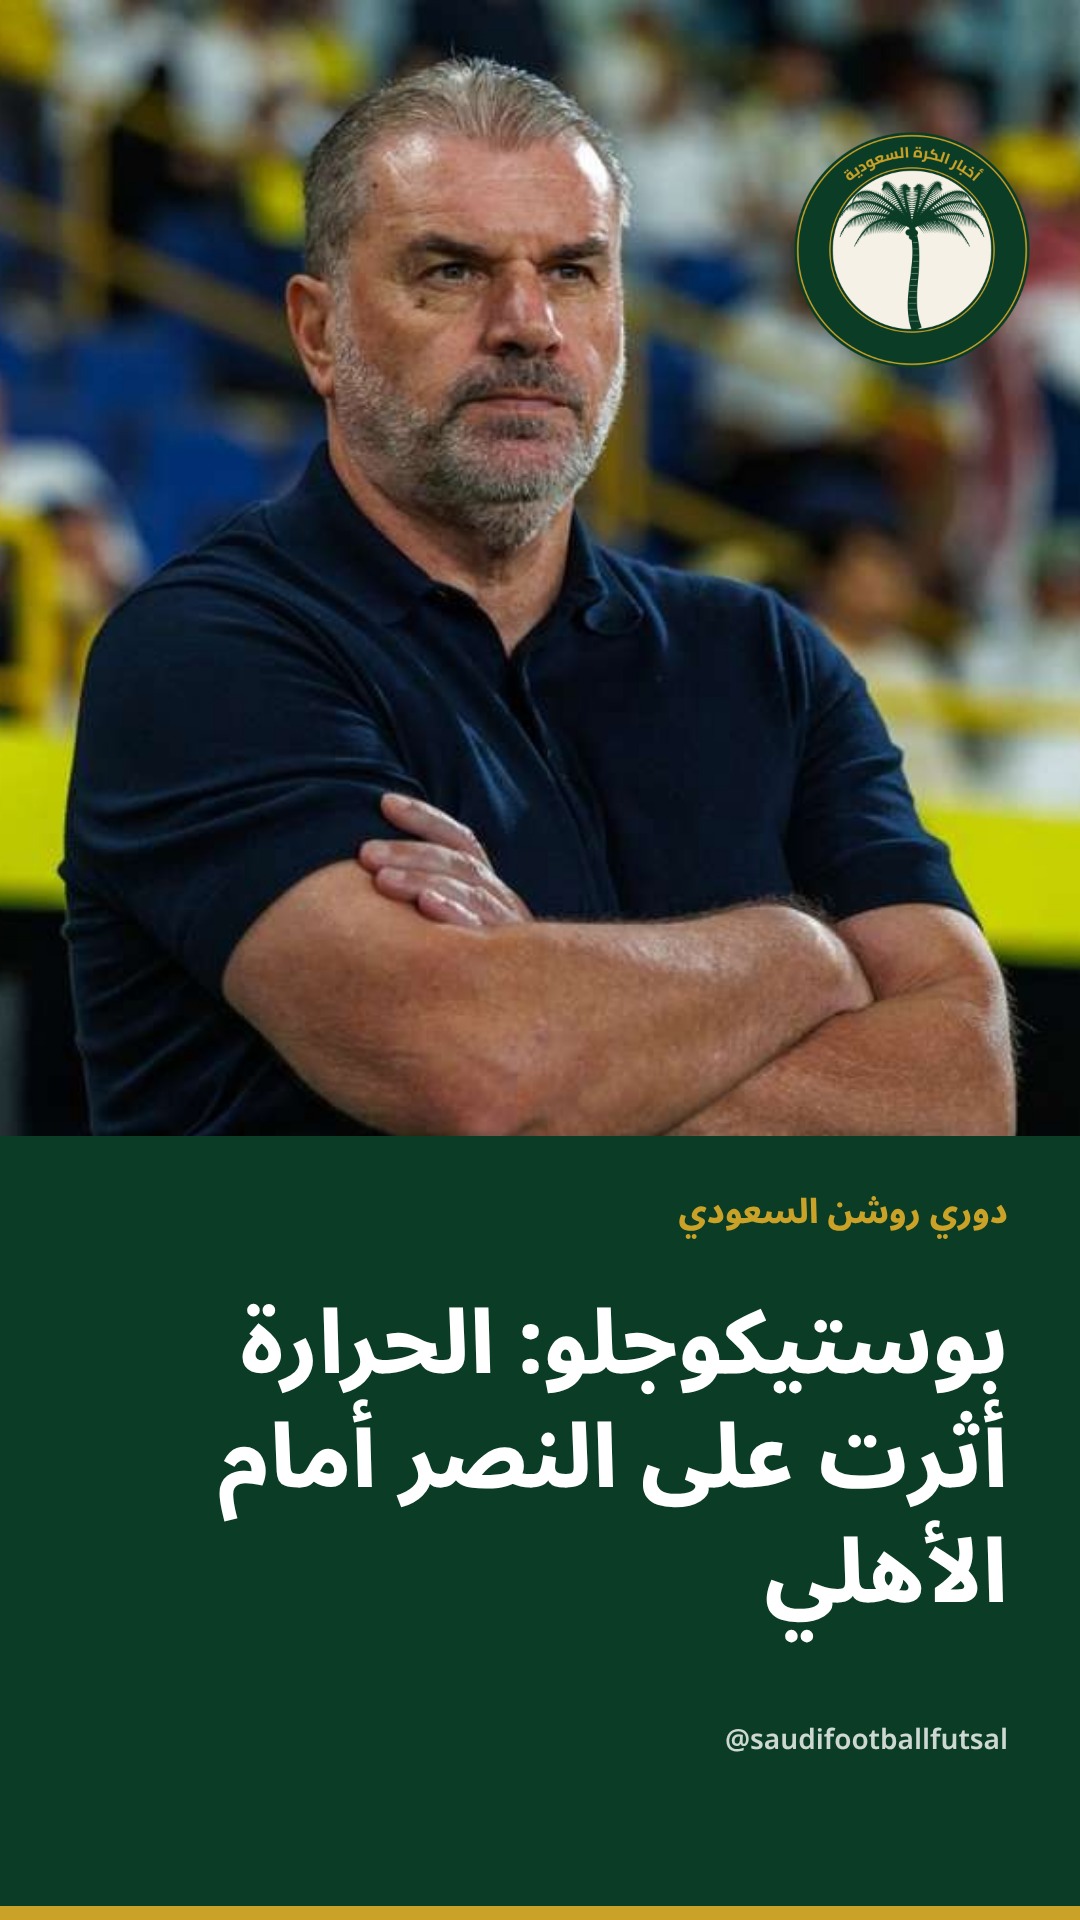 أخبار الكرة السعودية
دوري روشن السعودي
بوستيكوجلو: الحرارة
أثرت على النصر أمام
الأهلي
@saudifootballfutsal